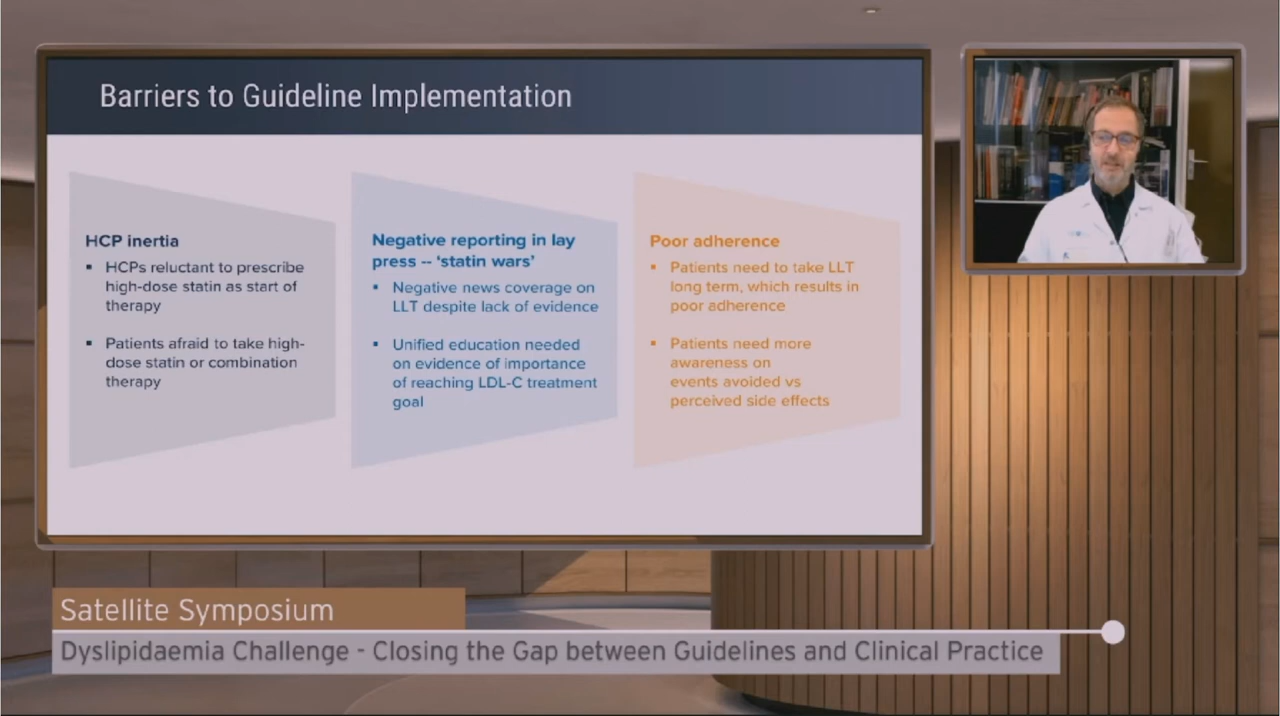 Barriers to Guideline Implementation
HCP inertia
▪ HCPs reluctant to prescribe
high-dose statin as start of
therapy
▪ Patients afraid to take high-
dose statin or combination
therapy
Negative reporting in lay
press -- ‘statin wars’
▪ Negative news coverage on
LLT despite lack of evidence
▪ Unified education needed
on evidence of importance
of reaching LDL-C treatment
goal
Poor adherence
▪ Patients need to take LLT
long term, which results in
poor adherence
▪ Patients need more
awareness on
events avoided vs
perceived side effects
Satellite Symposium
Dyslipidaemia Challenge - Closing the Gap between Guidelines and Clinical Practice